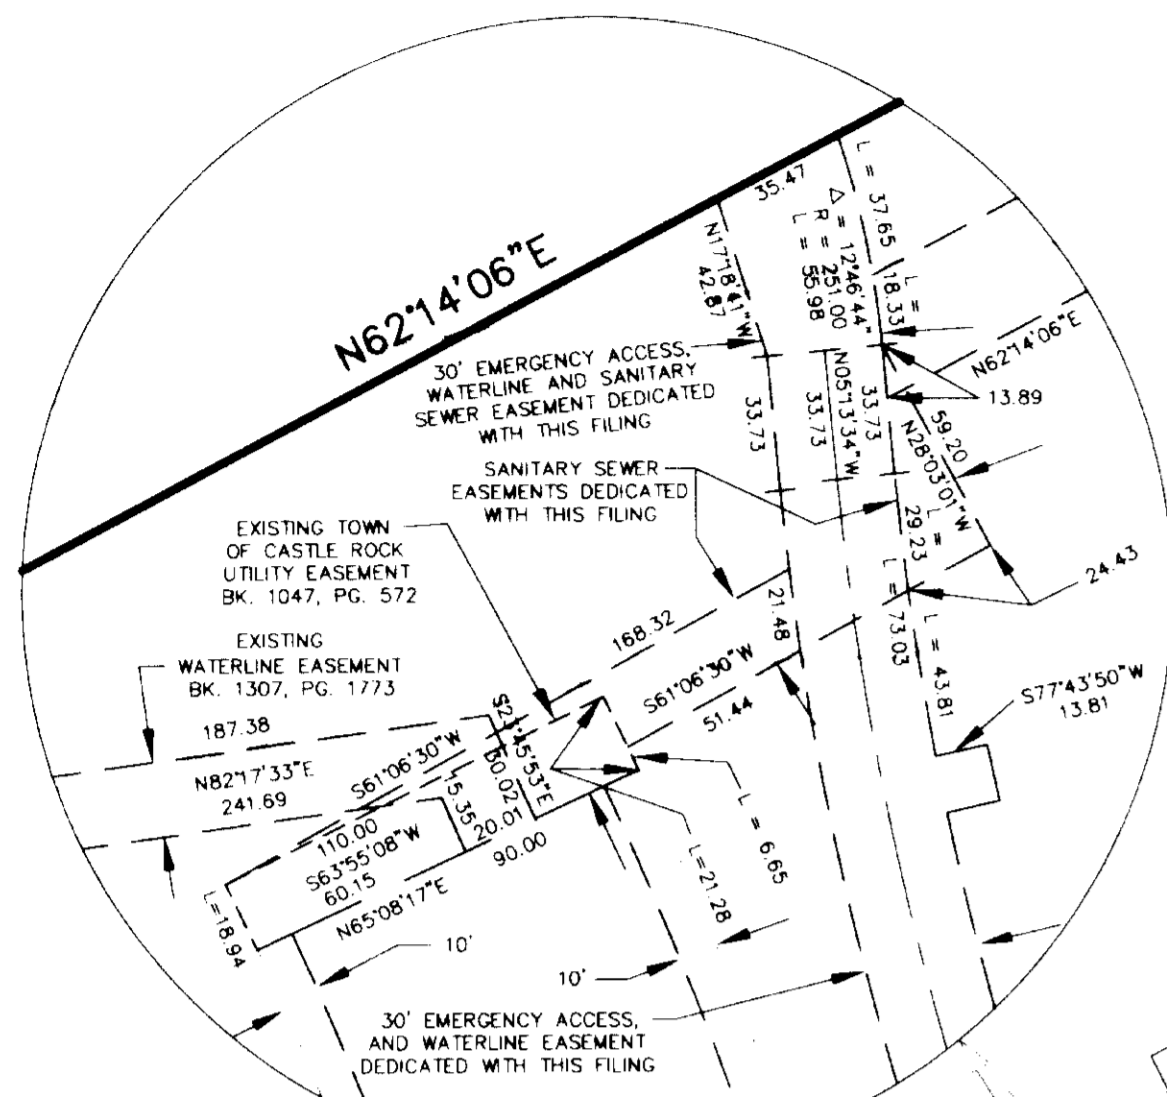 N62°14'06"E
35.47
L = 37.65
Δ = 12°46'44"
R = 251.00
L = 55.98
L =
18.33
N17°18'41"W
42.87
N62°14'06"E
13.89
30' EMERGENCY ACCESS,
WATERLINE AND SANITARY
SEWER EASEMENT DEDICATED
WITH THIS FILING
33.73
33.73
N05°13'34"W
33.73
59.20
N28°03'01"W
SANITARY SEWER
EASEMENTS DEDICATED
WITH THIS FILING
L =
29.23
EXISTING TOWN
OF CASTLE ROCK
UTILITY EASEMENT
BK. 1047, PG. 572
24.43
21.48
168.32
L = 73.03
L = 43.81
EXISTING
WATERLINE EASEMENT
BK. 1307, PG. 1773
S61°06'30"W
51.44
S77°43'50"W
13.81
187.38
N82°17'33"E
241.69
S61°06'30"W
30.02
15.35
20.01
90.00
110.00
S63°55'08"W
60.15
N65°08'17"E
L=18.94
L = 6.65
L=21.28
10'
10'
30' EMERGENCY ACCESS,
AND WATERLINE EASEMENT
DEDICATED WITH THIS FILING